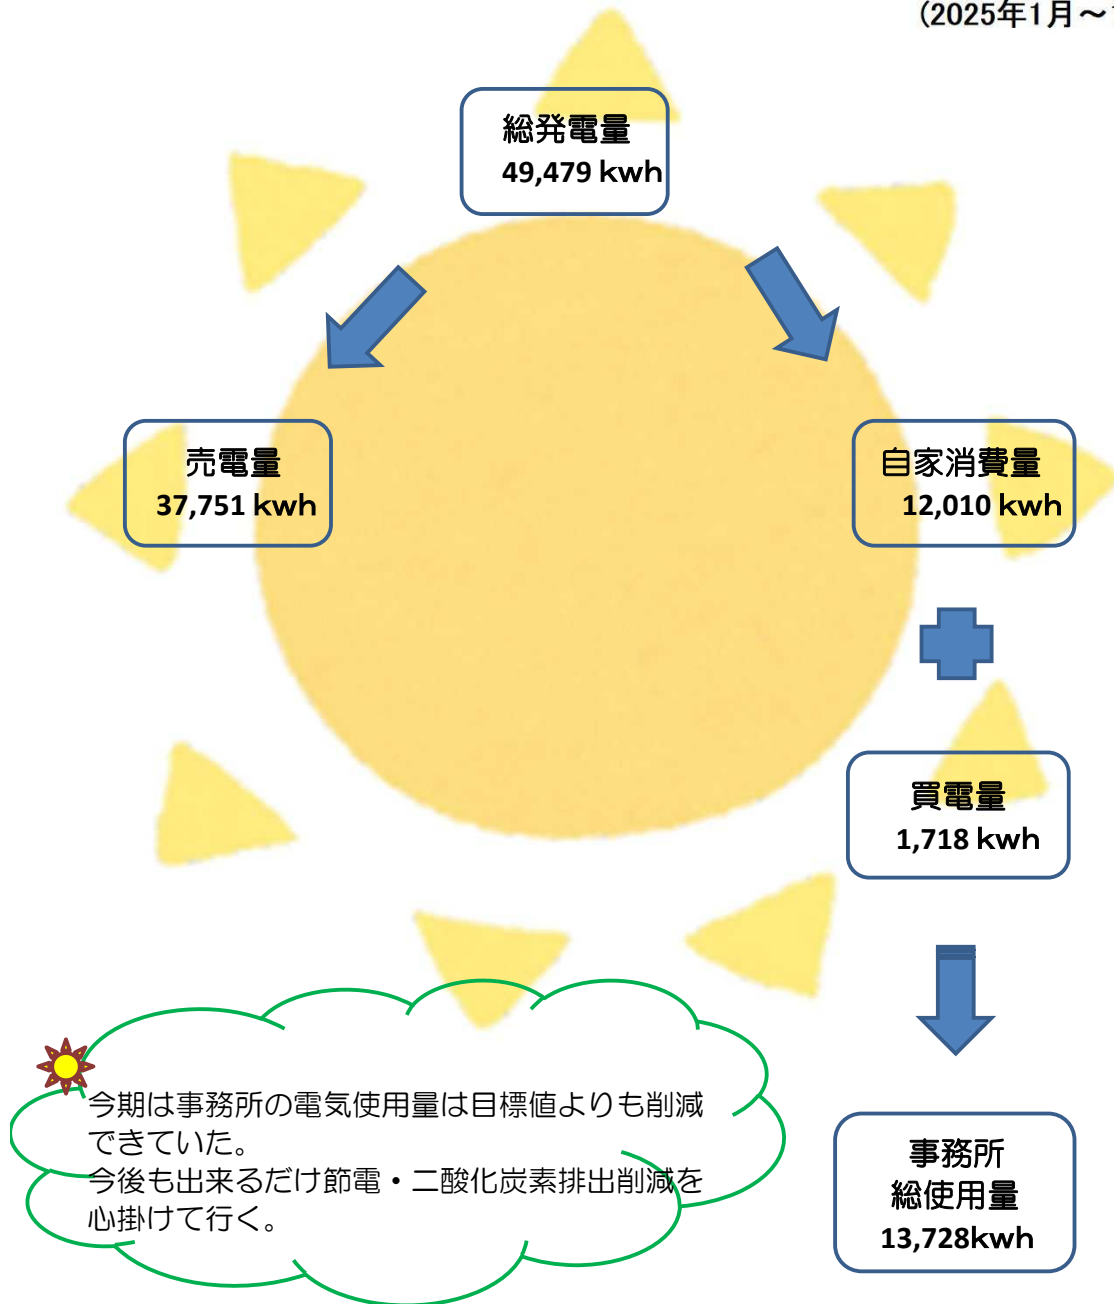 (2025年1月～
総発電量
49,479 kwh
売電量
37,751 kwh
自家消費量
12,010 kwh
買電量
1,718 kwh
今期は事務所の電気使用量は目標値よりも削減
できていた。
今後も出来るだけ節電・二酸化炭素排出削減を
心掛けて行く。
事務所
総使用量
13,728kwh